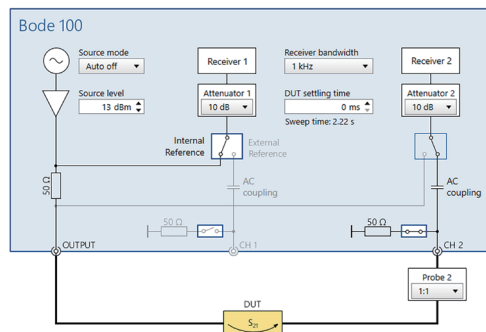 Bode 100
Source mode
Auto off
Source level
13 dBm
Receiver 1
Attenuator 1
10 dB
Receiver bandwidth
1 kHz
DUT settling time
0 ms
Sweep time: 2.22 s
Receiver 2
Attenuator 2
10 dB
Internal
Reference
External
Reference
50 Ω
AC
coupling
AC
coupling
50 Ω
50 Ω
OUTPUT
CH 1
CH 2
Probe 2
1:1
DUT
S21